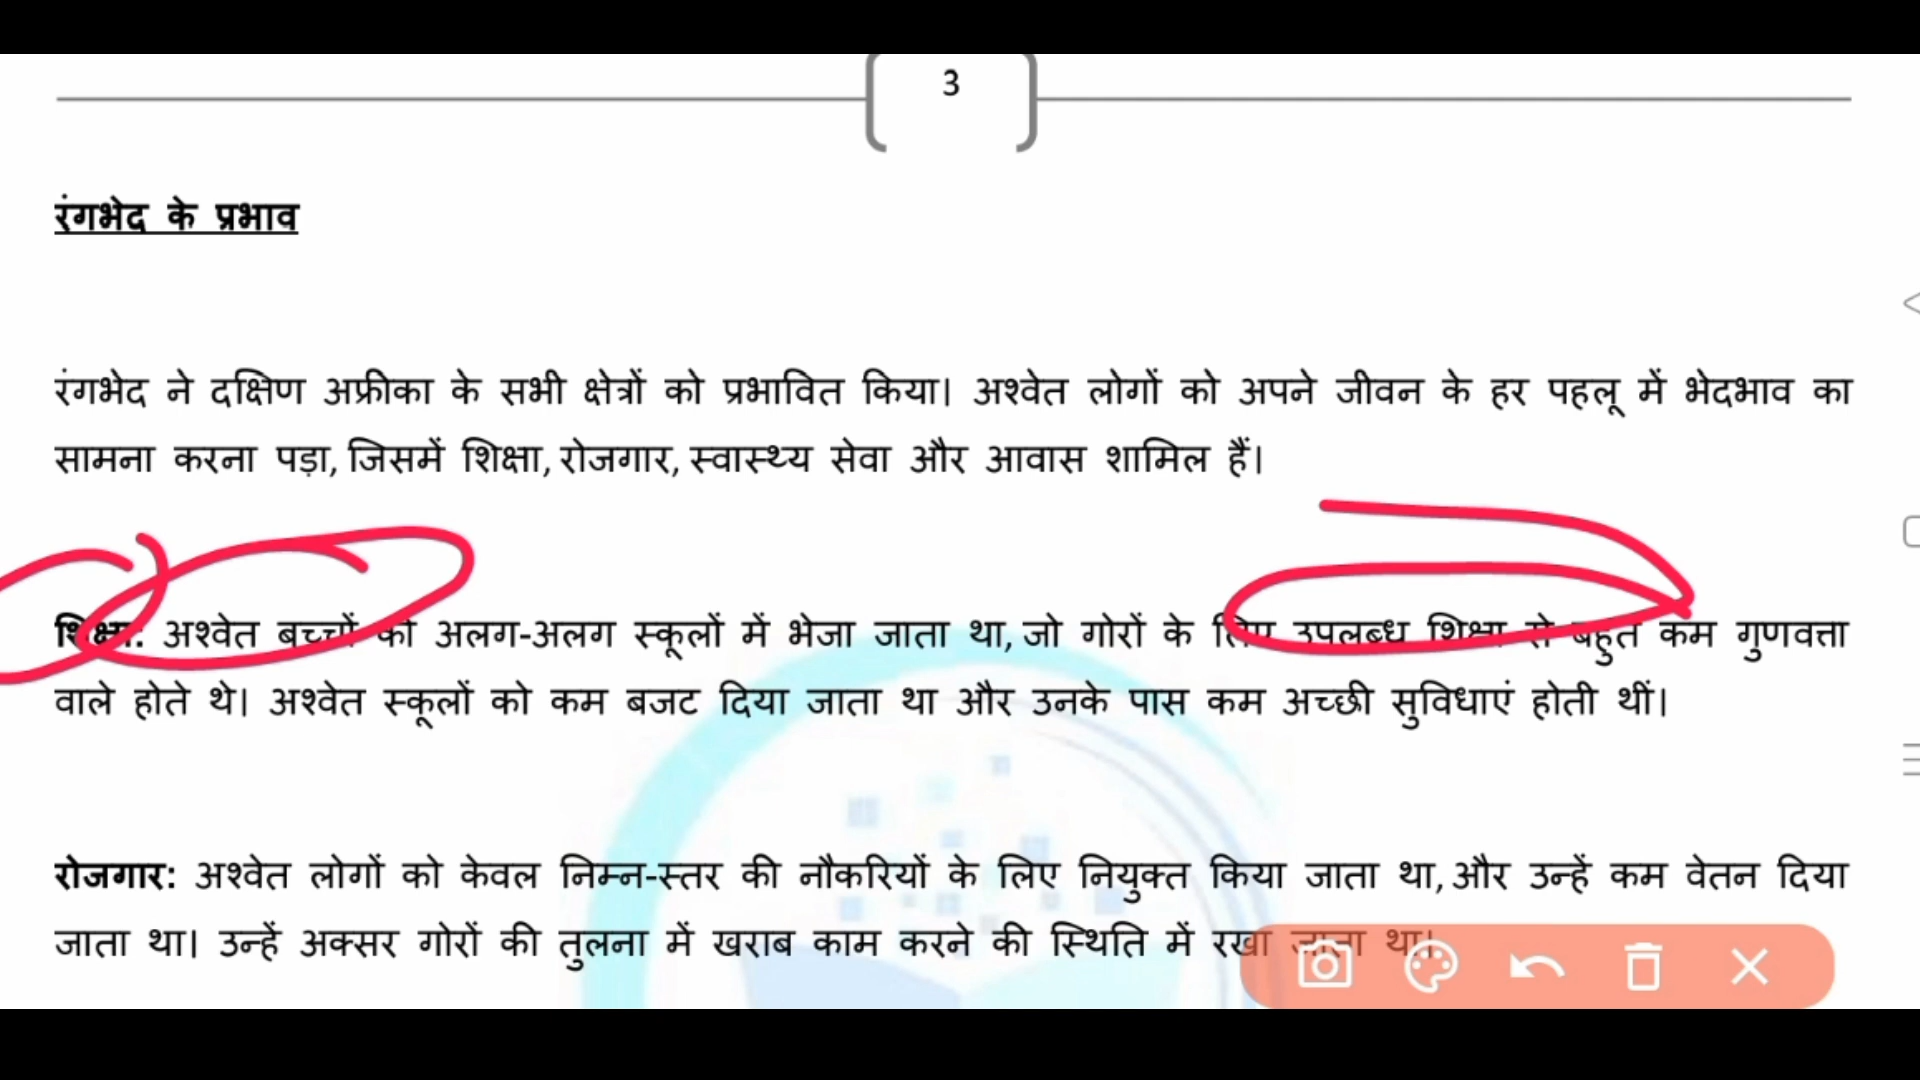 3
रंगभेद के प्रभाव
रंगभेद ने दक्षिण अफ्रीका के सभी क्षेत्रों को प्रभावित किया। अश्वेत लोगों को अपने जीवन के हर पहलू में भेदभाव का
सामना करना पड़ा, जिसमें शिक्षा, रोजगार, स्वास्थ्य सेवा और आवास शामिल हैं।
शिक्षा: अश्वेत बच्चों को अलग-अलग स्कूलों में भेजा जाता था, जो गोरों के लिए उपलब्ध शिक्षा से बहुत कम गुणवत्ता
वाले होते थे। अश्वेत स्कूलों को कम बजट दिया जाता था और उनके पास कम अच्छी सुविधाएं होती थीं।
रोजगार: अश्वेत लोगों को केवल निम्न-स्तर की नौकरियों के लिए नियुक्त किया जाता था, और उन्हें कम वेतन दिया
जाता था। उन्हें अक्सर गोरों की तुलना में खराब काम करने की स्थिति में रखा जाता था।